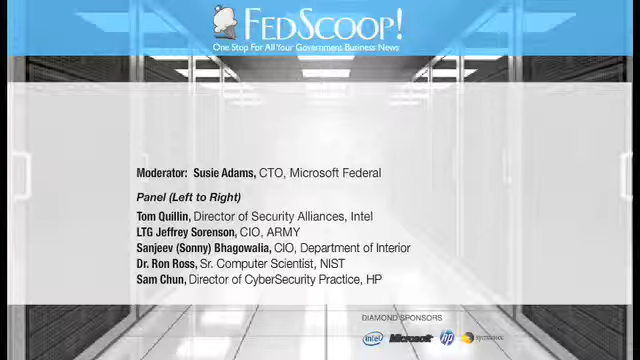 FEDSCOOP!
One Stop For All Your Government Business News
Moderator: Susie Adams, CTO, Microsoft Federal
Panel (Left to Right)
Tom Quillin, Director of Security Alliances, Intel
LTG Jeffrey Sorenson, CIO, ARMY
Sanjeev (Sonny) Bhagowalia, CIO, Department of Interior
Dr. Ron Ross, Sr. Computer Scientist, NIST
Sam Chun, Director of CyberSecurity Practice, HP
DIAMOND SPONSORS
intel Microsoft hp symantec